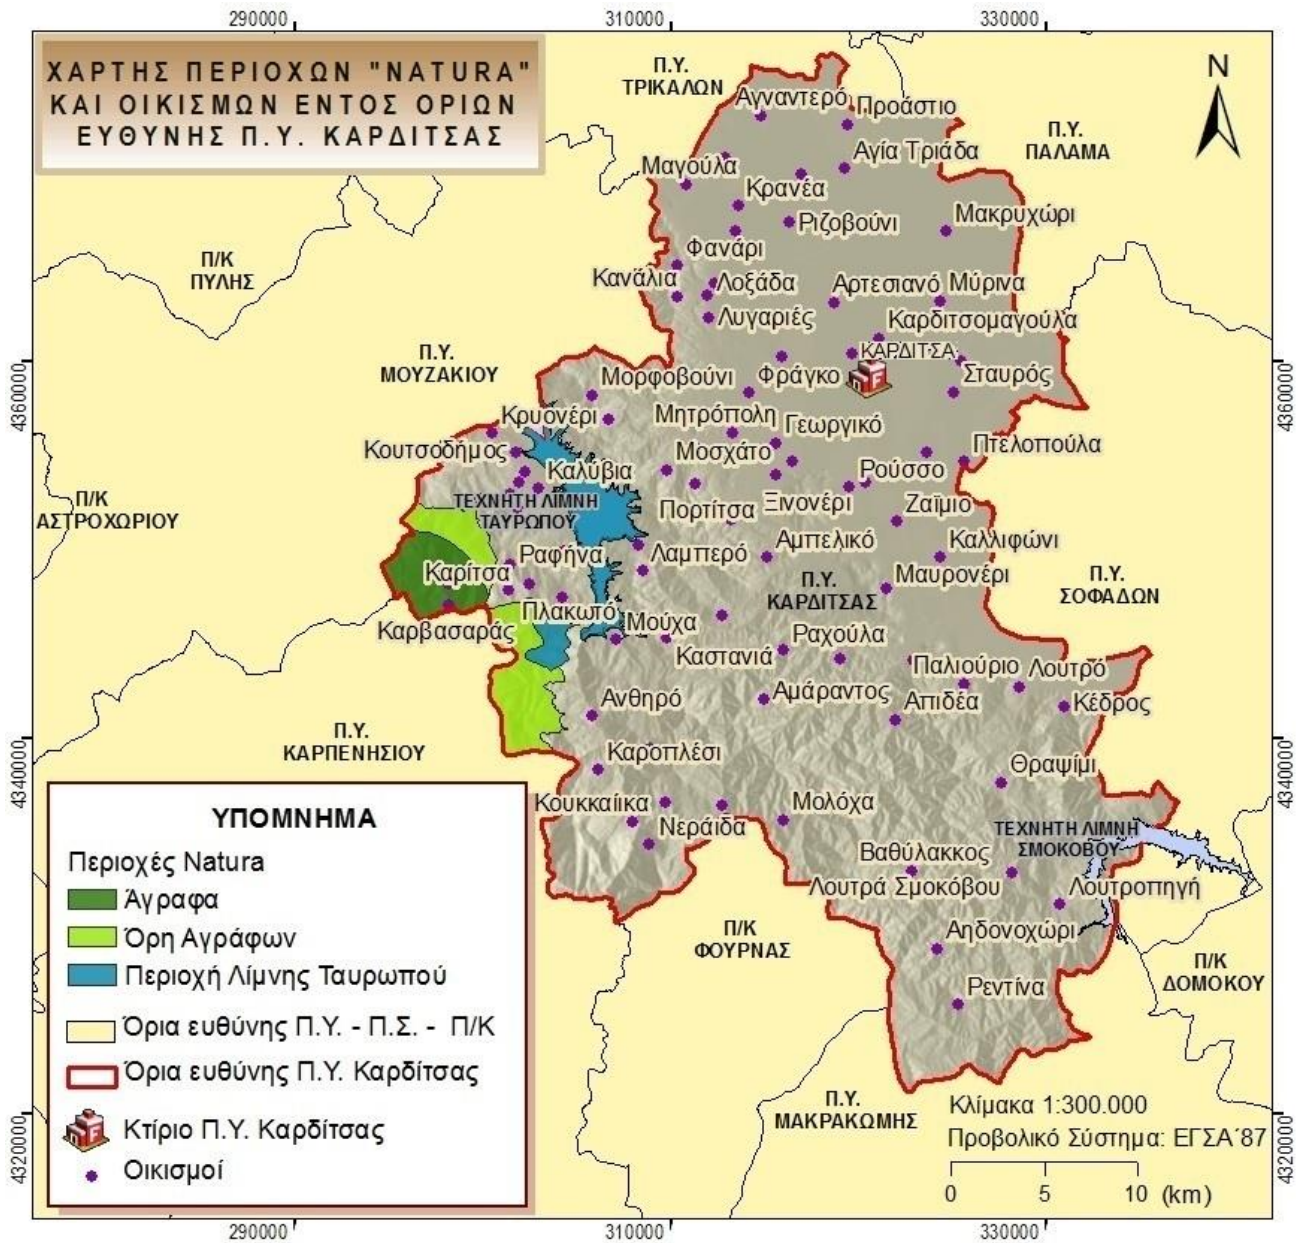 290000
310000
330000
ΧΑΡΤΗΣ ΠΕΡΙΟΧΩΝ "NATURA"
ΚΑΙ ΟΙΚΙΣΜΩΝ ΕΝΤΟΣ ΟΡΙΩΝ
ΕΥΘΥΝΗΣ Π.Υ. ΚΑΡΔΙΤΣΑΣ
N
Π.Υ.
ΤΡΙΚΑΛΩΝ
Π.Υ.
ΠΑΛΑΜΑ
Αγναντερό
Προάστιο
Αγία Τριάδα
Μαγούλα
Κρανέα
Ριζοβούνι
Μακρυχώρι
Π/Κ
ΠΥΛΗΣ
Φανάρι
Κανάλια
Λοξάδα
Αρτεσιανό
Μύρινα
Λυγαριές
Καρδιτσομαγούλα
ΚΑΡΔΙΤΣΑ
Π.Υ.
ΜΟΥΖΑΚΙΟΥ
4360000
4360000
Μορφοβούνι
Φράγκο
Σταυρός
Κρυονέρι
Μητρόπολη
Γεωργικό
Κουτσοδήμος
Μοσχάτο
Πτελοπούλα
Καλύβια
Ρούσσο
ΤΕΧΝΗΤΗ ΛΙΜΝΗ
ΤΑΥΡΩΠΟΥ
Πορτίτσα
Ξινονέρι
Ζαΐμιο
Π/Κ
ΑΣΤΡΟΧΩΡΙΟΥ
Ραφήνα
Λαμπερό
Αμπελικό
Καλλιφώνι
Καρίτσα
Π.Υ.
ΚΑΡΔΙΤΣΑΣ
Μαυρονέρι
Π.Υ.
ΣΟΦΑΔΩΝ
Πλακωτό
Καρβασαράς
Μούχα
Ραχούλα
Καστανιά
Παλιούριο
Λουτρό
Ανθηρό
Αμάραντος
Απιδέα
Κέδρος
Π.Υ.
ΚΑΡΠΕΝΗΣΙΟΥ
4340000
4340000
Καροπλέσι
Θραψίμι
Κουκκαίικα
Νεράιδα
Μολόχα
ΤΕΧΝΗΤΗ ΛΙΜΝΗ
ΣΜΟΚΟΒΟΥ
Βαθύλακκος
Λουτρά Σμοκόβου
Λουτροπηγή
Αηδονοχώρι
Π/Κ
ΦΟΥΡΝΑΣ
Π/Κ
ΔΟΜΟΚΟΥ
Ρεντίνα
ΥΠΟΜΝΗΜΑ
Περιοχές Natura
Άγραφα
Όρη Αγράφων
Περιοχή Λίμνης Ταυρωπού
Όρια ευθύνης Π.Υ. - Π.Σ. - Π/Κ
Όρια ευθύνης Π.Υ. Καρδίτσας
Κτίριο Π.Υ. Καρδίτσας
Οικισμοί
Π.Υ.
ΜΑΚΡΑΚΩΜΗΣ
Κλίμακα 1:300.000
Προβολικό Σύστημα: ΕΓΣΑ΄87
0 5 10 (km)
4320000
4320000
290000
310000
330000